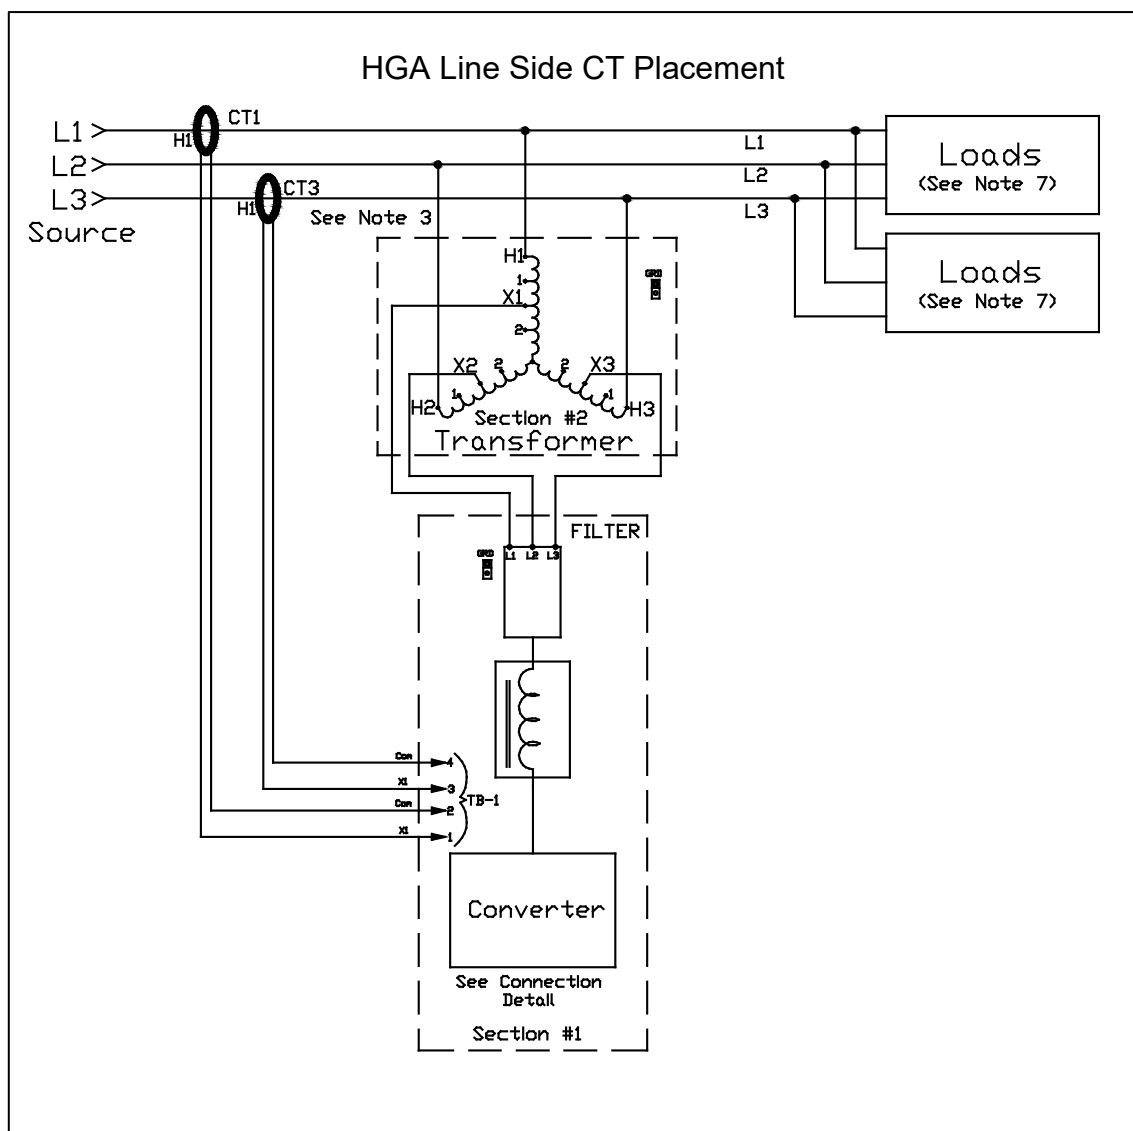 HGA Line Side CT Placement
L1
H1
CT1
L1
Loads
(See Note 7)
L2
L2
L3
H1
CT3
See Note 3
L3
Source
Loads
(See Note 7)
H1
1
X1
2
GRD
X2
2
2
X3
1
1
H2
H3
Section #2
Transformer
FILTER
GRD
L1
L2
L3
Com
4
X1
3
TB-1
Com
2
X1
1
Converter
See Connection
Detail
Section #1